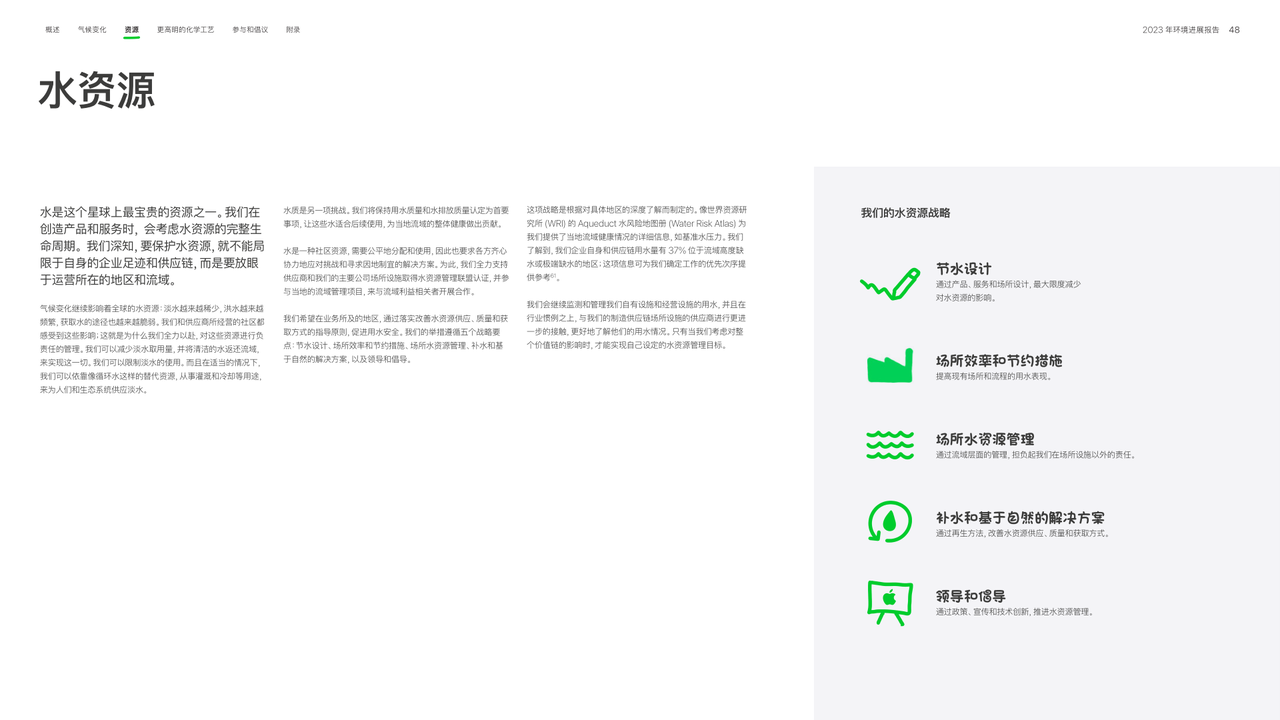 概述 气候变化 资源 更高明的化学工艺 参与和倡议 附录
2023 年环境进展报告 48
水资源
水是这个星球上最宝贵的资源之一。我们在
创造产品和服务时，会考虑水资源的完整生
命周期。我们深知，要保护水资源，就不能局
限于自身的企业足迹和供应链，而是要放眼
于运营所在的地区和流域。
气候变化继续影响着全球的水资源：淡水越来越稀少，洪水越来越
频繁，获取水的途径也越来越脆弱。我们和供应商所经营的社区都
感受到这些影响；这就是为什么我们全力以赴，对这些资源进行负
责任的管理。我们可以减少淡水取用量，并将清洁的水返还流域，
来实现这一切。我们可以限制淡水的使用。而且在适当的情况下，
我们可以依靠像循环水这样的替代资源，从事灌溉和冷却等用途，
来为人们和生态系统供应淡水。
水质是另一项挑战。我们将保持用水质量和水排放质量认定为首要
事项，让这些水适合后续使用，为当地流域的整体健康做出贡献。
水是一种社区资源，需要公平地分配和使用，因此也要求各方齐心
协力地应对挑战和寻求因地制宜的解决方案。为此，我们全力支持
供应商和我们的主要公司场所设施取得水资源管理联盟认证，并参
与当地的流域管理项目，来与流域利益相关者开展合作。
我们希望在业务所及的地区，通过落实改善水资源供应、质量和获
取方式的指导原则，促进用水安全。我们的举措遵循五个战略要
点：节水设计、场所效率和节约措施、场所水资源管理、补水和基
于自然的解决方案，以及领导和倡导。
这项战略是根据对具体地区的深度了解而制定的。像世界资源研
究所 (WRI) 的 Aqueduct 水风险地图册 (Water Risk Atlas) 为
我们提供了当地流域健康情况的详细信息，如基准水压力。我们
了解到，我们企业自身和供应链用水量有 37% 位于流域高度缺
水或极端缺水的地区；这项信息可为我们确定工作的优先次序提
供参考⁶¹。
我们会继续监测和管理我们自有设施和经营设施的用水，并且在
行业惯例之上，与我们的制造供应链场所设施的供应商进行更进
一步的接触，更好地了解他们的用水情况。只有当我们考虑对整
个价值链的影响时，才能实现自己设定的水资源管理目标。
我们的水资源战略
节水设计
通过产品、服务和场所设计，最大限度减少
对水资源的影响。
场所效率和节约措施
提高现有场所和流程的用水表现。
场所水资源管理
通过流域层面的管理，担负起我们在场所设施以外的责任。
补水和基于自然的解决方案
通过再生方法，改善水资源供应、质量和获取方式。
领导和倡导
通过政策、宣传和技术创新，推进水资源管理。